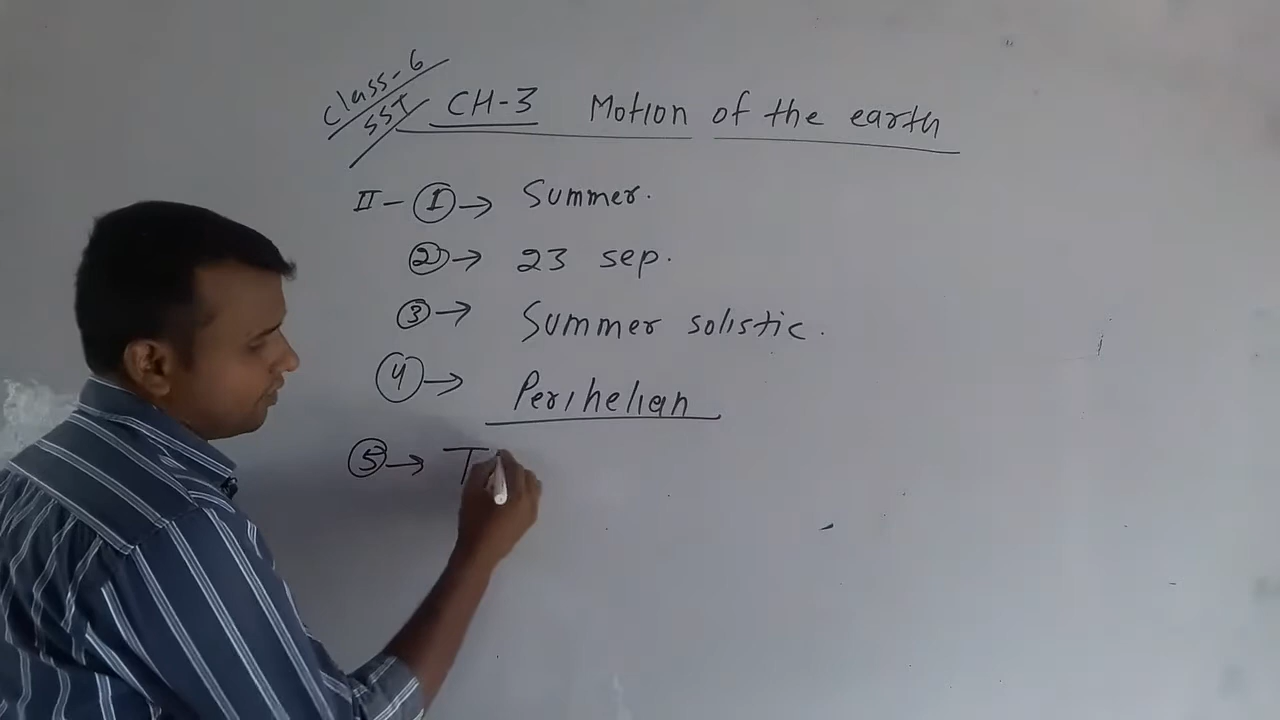 Class-6
SST
CH-3 Motion of the earth
II- ① → Summer.
② → 23 sep.
③ → Summer solistic.
④ → Perihelian
⑤ → T